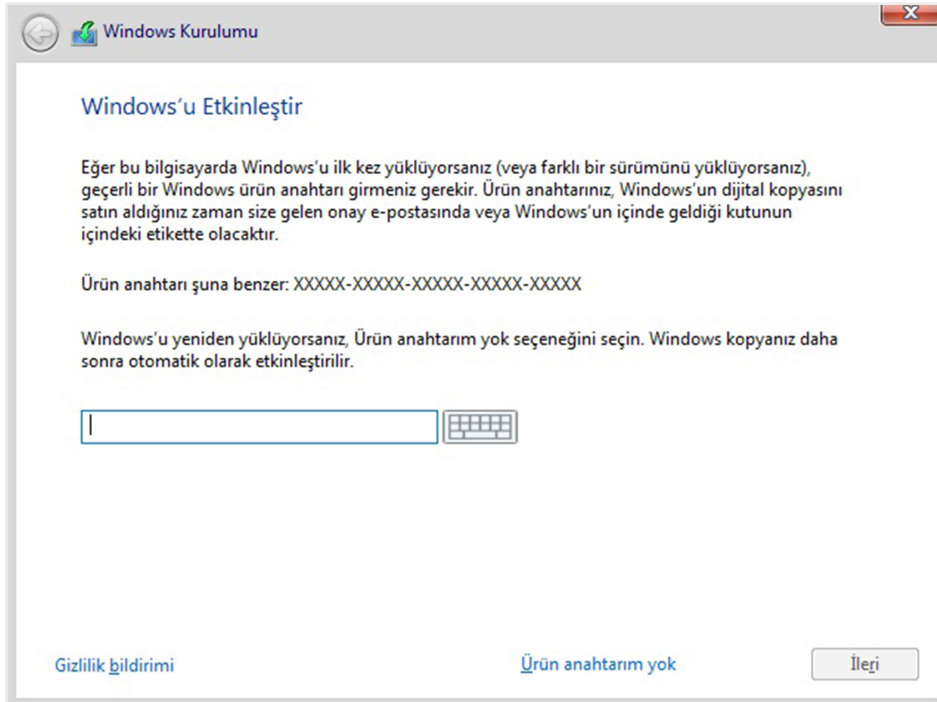 Windows Kurulumu
Windows'u Etkinleştir
Eğer bu bilgisayarda Windows'u ilk kez yüklüyorsanız (veya farklı bir sürümünü yüklüyorsanız),
geçerli bir Windows ürün anahtarı girmeniz gerekir. Ürün anahtarınız, Windows'un dijital kopyasını
satın aldığınız zaman size gelen onay e-postasında veya Windows'un içinde geldiği kutunun
içindeki etikette olacaktır.
Ürün anahtarı şuna benzer: XXXXX-XXXXX-XXXXX-XXXXX-XXXXX
Windows'u yeniden yüklüyorsanız, Ürün anahtarım yok seçeneğini seçin. Windows kopyanız daha
sonra otomatik olarak etkinleştirilir.
Gizlilik bildirimi
Ürün anahtarım yok
İleri